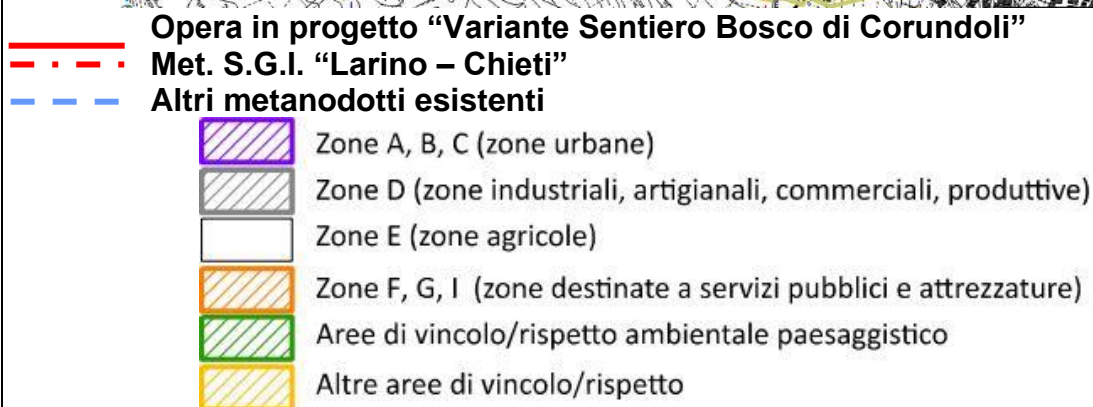 Opera in progetto “Variante Sentiero Bosco di Corundoli”
Met. S.G.I. “Larino – Chieti”
Altri metanodotti esistenti
Zone A, B, C (zone urbane)
Zone D (zone industriali, artigianali, commerciali, produttive)
Zone E (zone agricole)
Zone F, G, I (zone destinate a servizi pubblici e attrezzature)
Aree di vincolo/rispetto ambientale paesaggistico
Altre aree di vincolo/rispetto